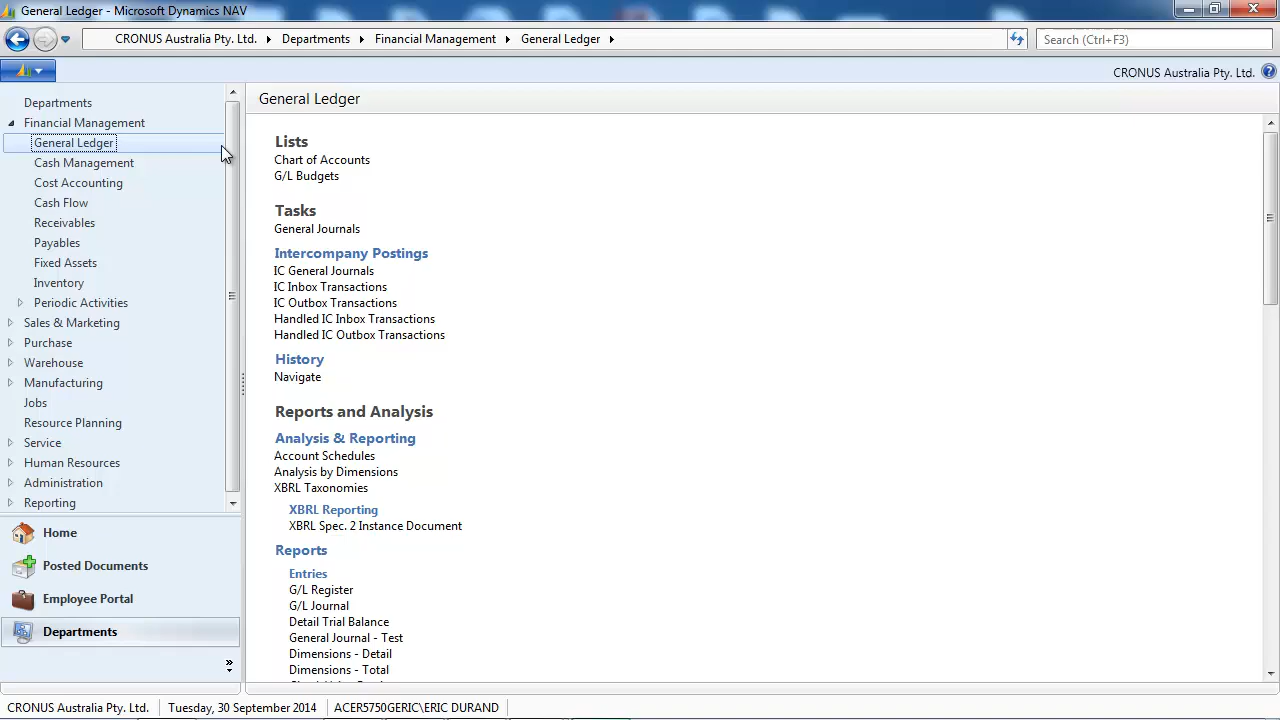 General Ledger - Microsoft Dynamics NAV
CRONUS Australia Pty. Ltd. Departments Financial Management General Ledger
Search (Ctrl+F3)
CRONUS Australia Pty. Ltd.
Departments
Financial Management
General Ledger
Cash Management
Cost Accounting
Cash Flow
Receivables
Payables
Fixed Assets
Inventory
Periodic Activities
Sales & Marketing
Purchase
Warehouse
Manufacturing
Jobs
Resource Planning
Service
Human Resources
Administration
Reporting
Home
Posted Documents
Employee Portal
Departments
General Ledger
Lists
Chart of Accounts
G/L Budgets
Tasks
General Journals
Intercompany Postings
IC General Journals
IC Inbox Transactions
IC Outbox Transactions
Handled IC Inbox Transactions
Handled IC Outbox Transactions
History
Navigate
Reports and Analysis
Analysis & Reporting
Account Schedules
Analysis by Dimensions
XBRL Taxonomies
XBRL Reporting
XBRL Spec. 2 Instance Document
Reports
Entries
G/L Register
G/L Journal
Detail Trial Balance
General Journal - Test
Dimensions - Detail
Dimensions - Total
CRONUS Australia Pty. Ltd. Tuesday, 30 September 2014 ACER5750GERIC\ERIC DURAND